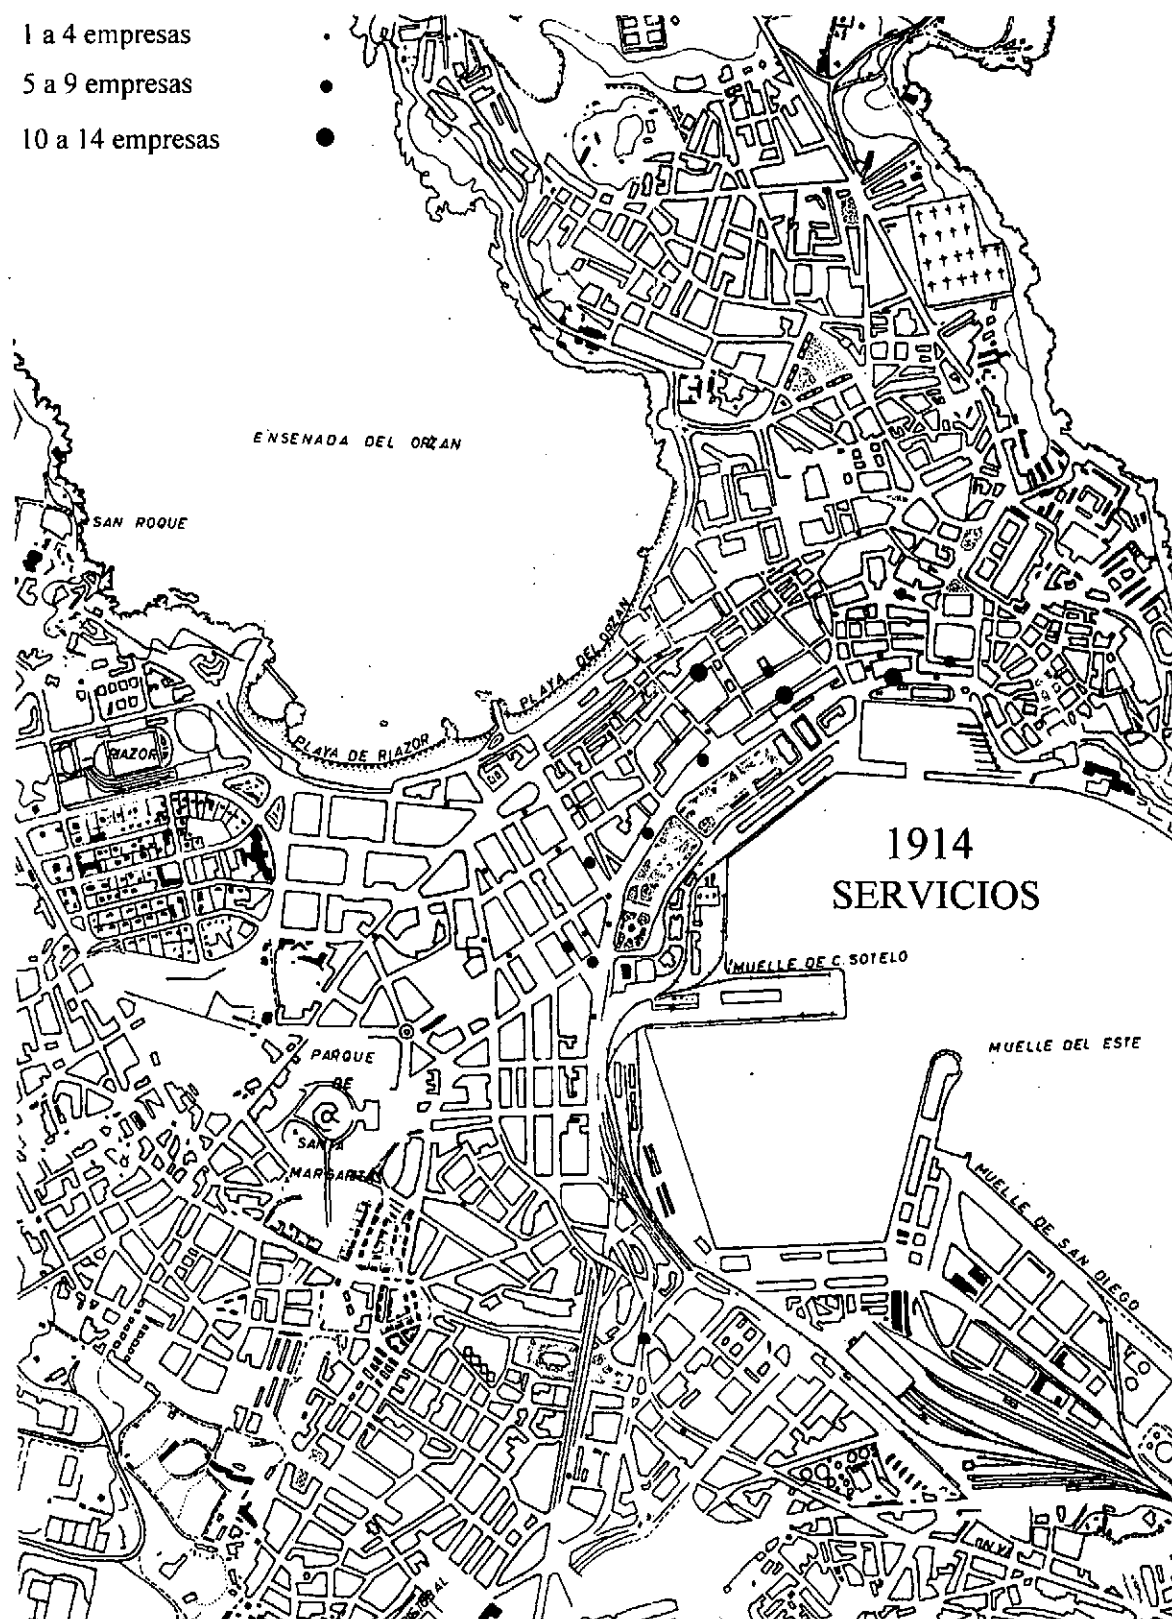 1 a 4 empresas
5 a 9 empresas
10 a 14 empresas
ENSENADA DEL ORZAN
SAN ROQUE
PLAYA DEL ORZAN
PLAYA DE RIAZOR
RIAZOR
1914
SERVICIOS
MUELLE DE C. SOTELO
MUELLE DEL ESTE
PARQUE
DE
SANTA
MARGARITA
MUELLE DE SAN DIEGO